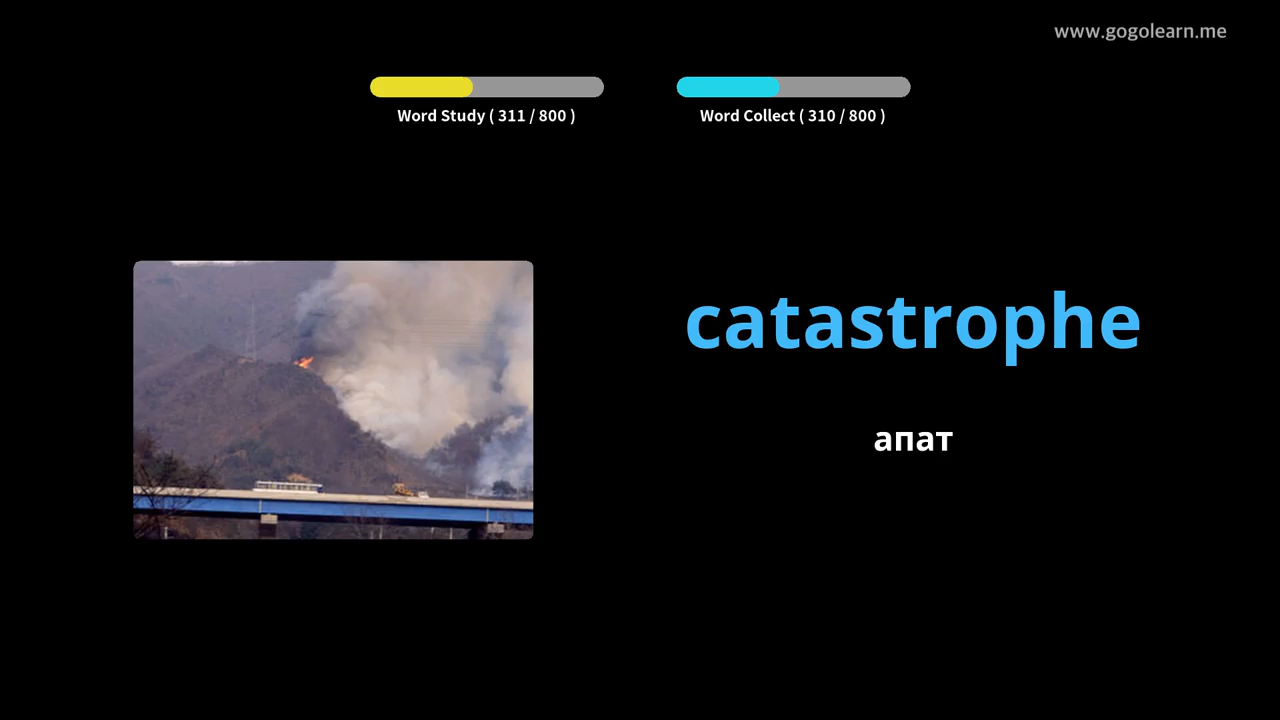 www.gogolearn.me
Word Study ( 311 / 800 )
Word Collect ( 310 / 800 )
catastrophe
апат